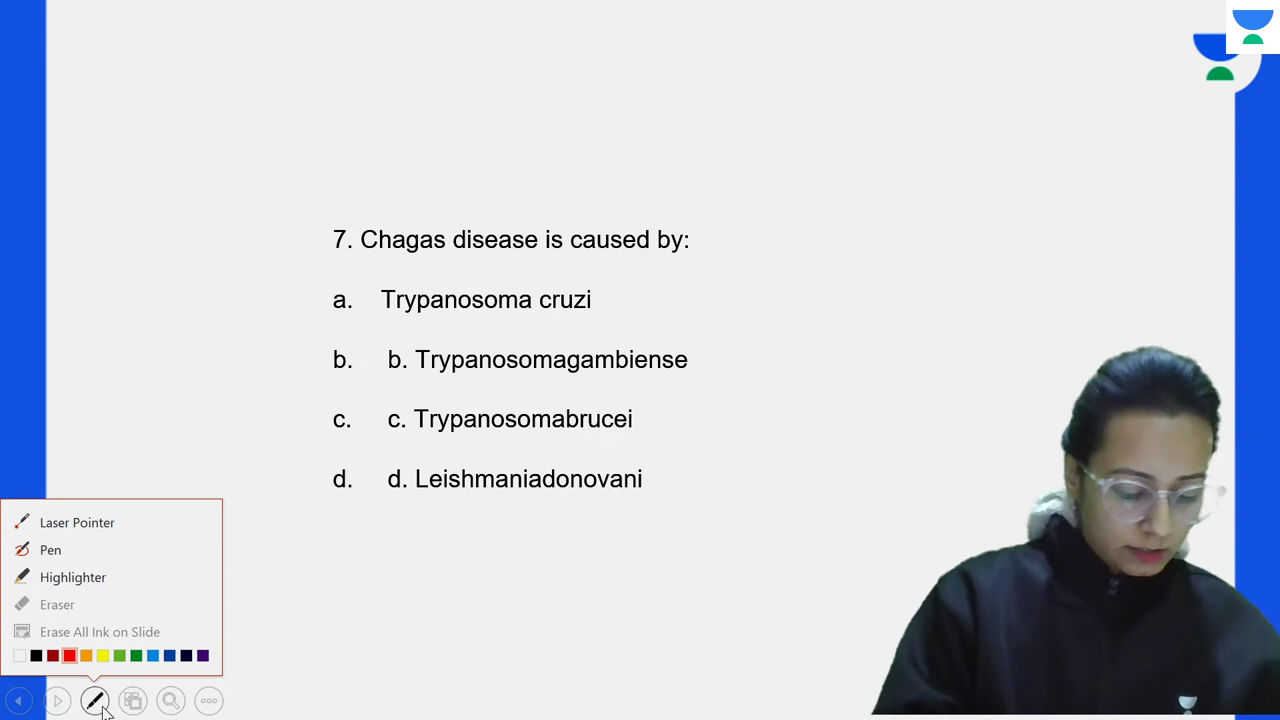 7. Chagas disease is caused by:
a. Trypanosoma cruzi
b. b. Trypanosomagambiense
c. c. Trypanosomabrucei
d. d. Leishmaniadonovani
Laser Pointer
Pen
Highlighter
Eraser
Erase All Ink on Slide